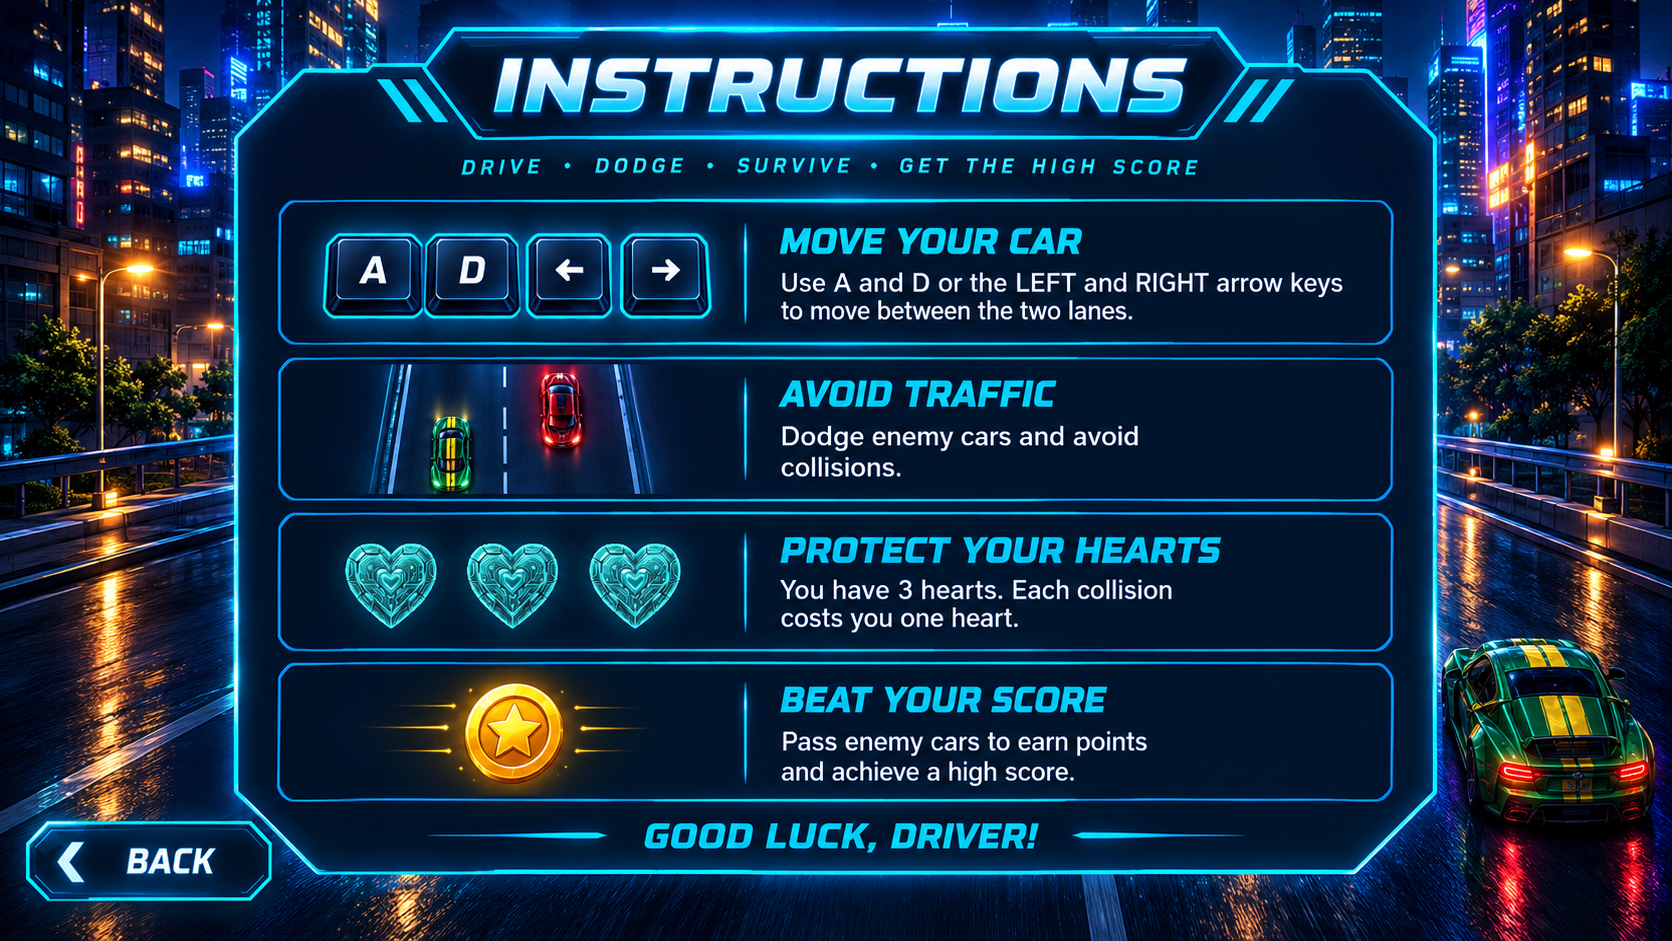 INSTRUCTIONS
DRIVE • DODGE • SURVIVE • GET THE HIGH SCORE
A D ← →
MOVE YOUR CAR
Use A and D or the LEFT and RIGHT arrow keys
to move between the two lanes.
AVOID TRAFFIC
Dodge enemy cars and avoid
collisions.
PROTECT YOUR HEARTS
You have 3 hearts. Each collision
costs you one heart.
BEAT YOUR SCORE
Pass enemy cars to earn points
and achieve a high score.
GOOD LUCK, DRIVER!
BACK